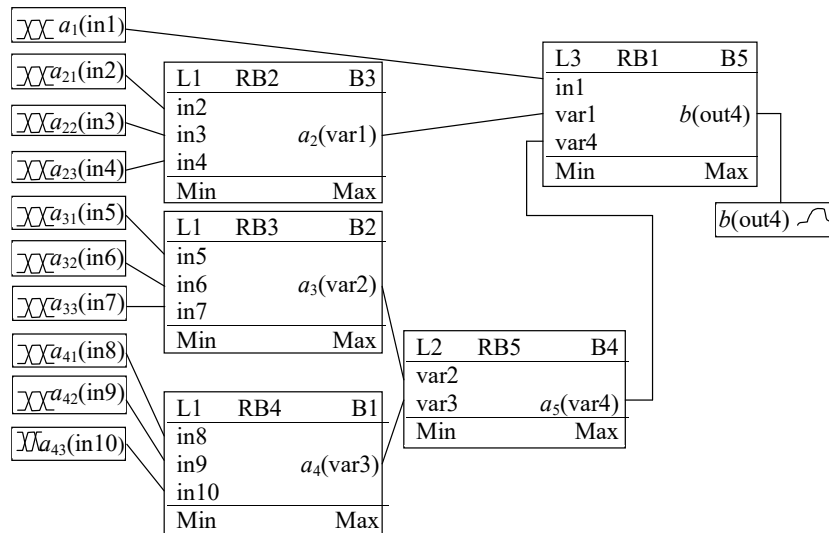 a₁(in1)
a₂₁(in2)
a₂₂(in3)
a₂₃(in4)
a₃₁(in5)
a₃₂(in6)
a₃₃(in7)
a₄₁(in8)
a₄₂(in9)
a₄₃(in10)
L1 RB2 B3
in2
in3
a₂(var1)
in4
Min Max
L1 RB3 B2
in5
in6
a₃(var2)
in7
Min Max
L1 RB4 B1
in8
in9
a₄(var3)
in10
Min Max
L2 RB5 B4
var2
var3
a₅(var4)
Min Max
L3 RB1 B5
in1
var1
b(out4)
var4
Min Max
b(out4)